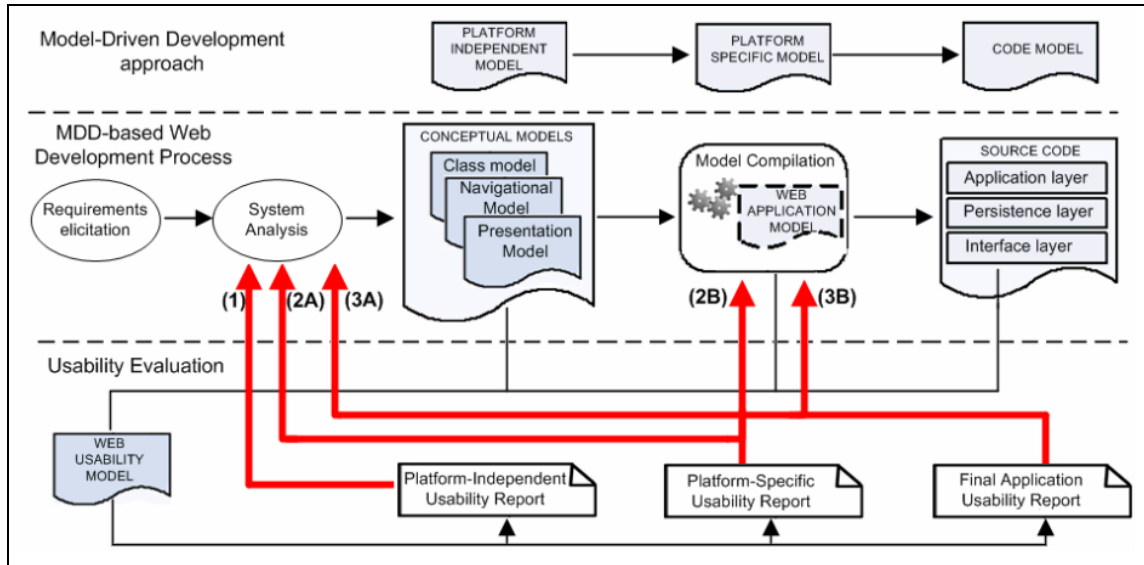 Model-Driven Development
approach
PLATFORM
INDEPENDENT
MODEL
PLATFORM
SPECIFIC MODEL
CODE MODEL
MDD-based Web
Development Process
Requirements
elicitation
System
Analysis
CONCEPTUAL MODELS
Class model
Navigational
Model
Presentation
Model
Model Compilation
WEB
APPLICATION
MODEL
SOURCE CODE
Application layer
Persistence layer
Interface layer
(1)
(2A)
(3A)
(2B)
(3B)
Usability Evaluation
WEB
USABILITY
MODEL
Platform-Independent
Usability Report
Platform-Specific
Usability Report
Final Application
Usability Report